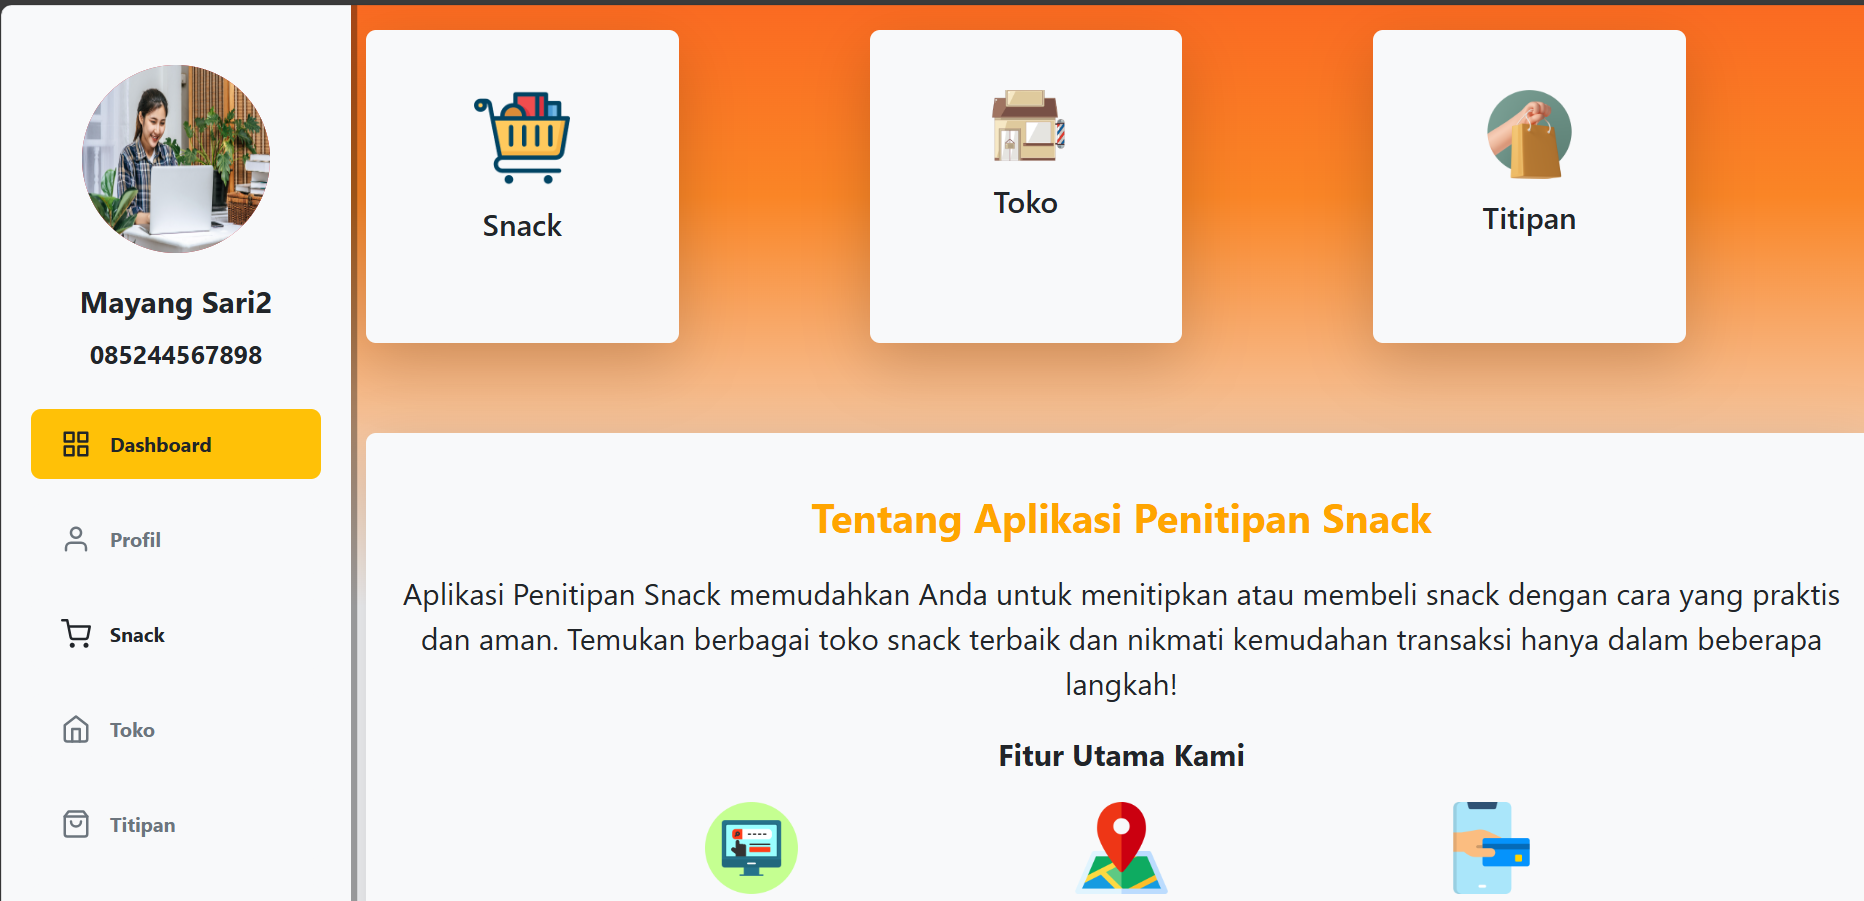 Mayang Sari2
085244567898
Dashboard
Profil
Snack
Toko
Titipan
Snack
Toko
Titipan
Tentang Aplikasi Penitipan Snack
Aplikasi Penitipan Snack memudahkan Anda untuk menitipkan atau membeli snack dengan cara yang praktis
dan aman. Temukan berbagai toko snack terbaik dan nikmati kemudahan transaksi hanya dalam beberapa
langkah!
Fitur Utama Kami